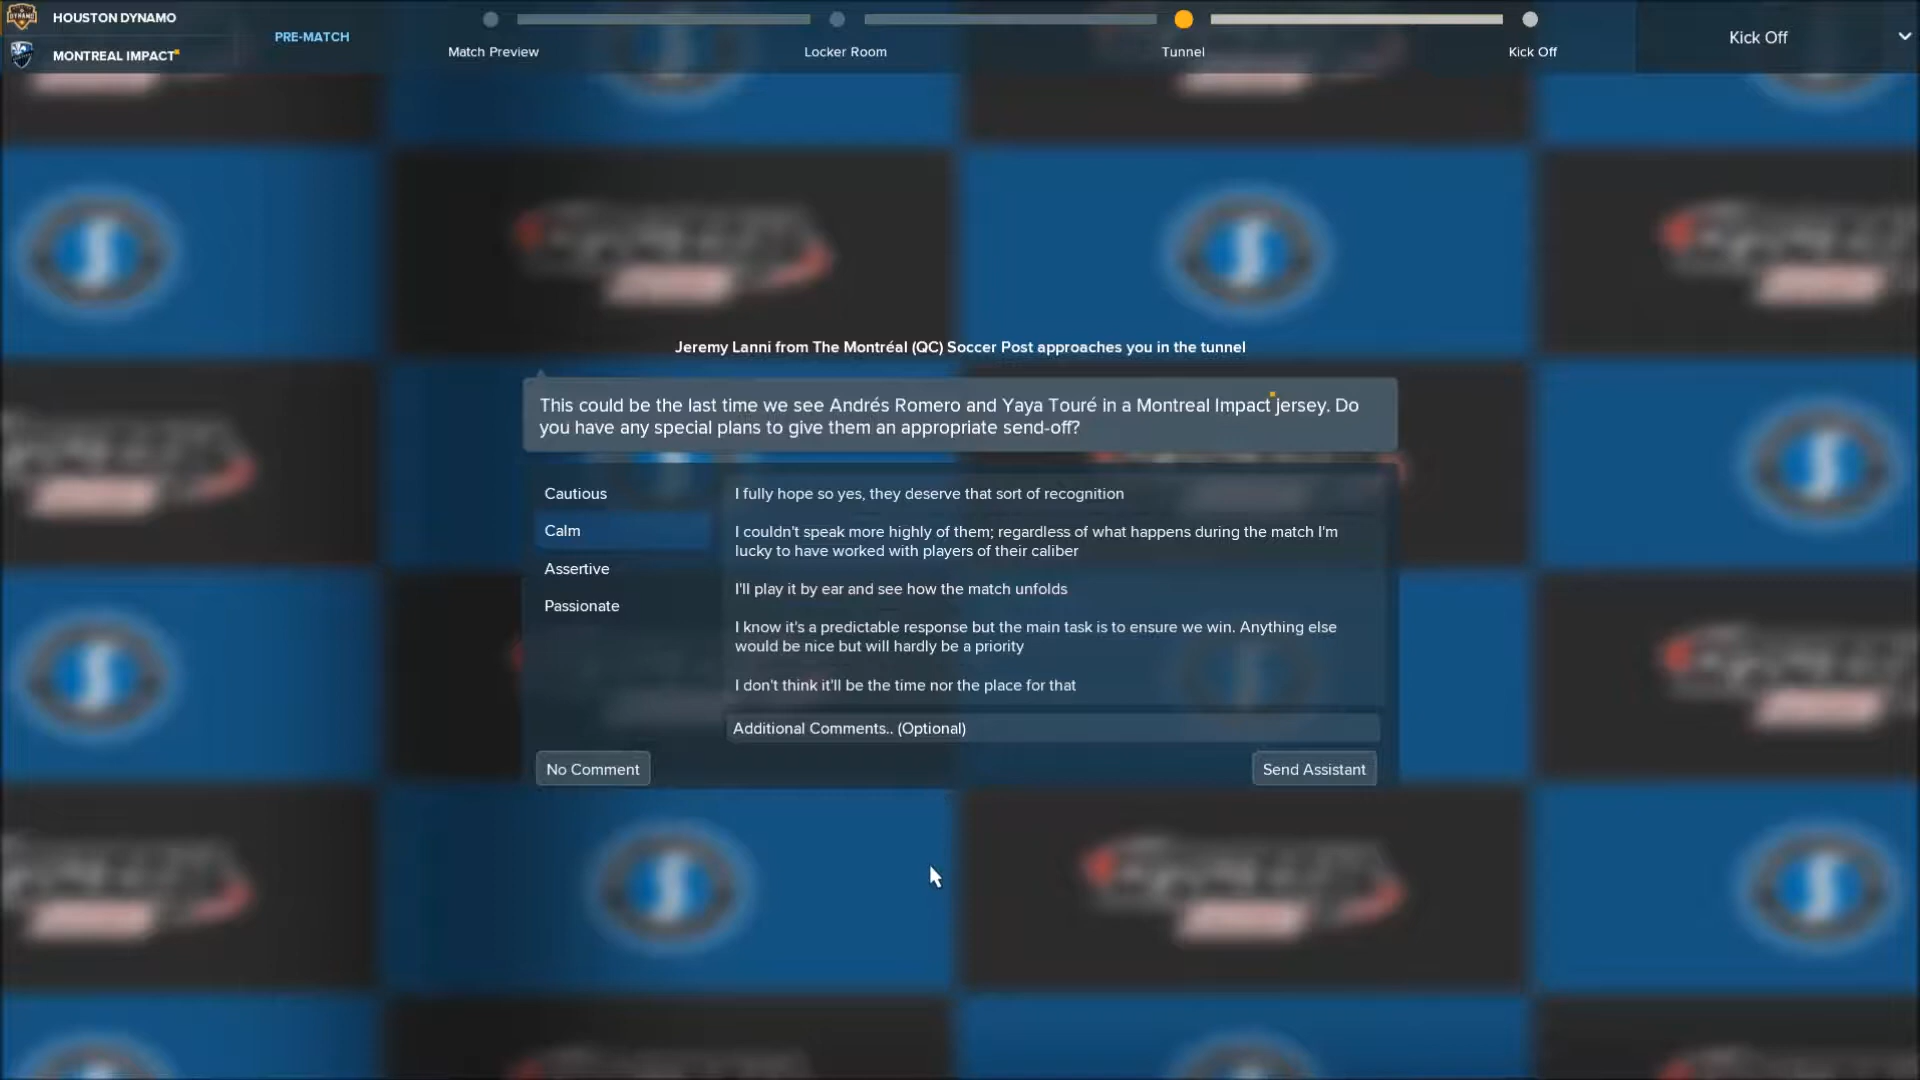 HOUSTON DYNAMO
MONTREAL IMPACT
PRE-MATCH
Match Preview
Locker Room
Tunnel
Kick Off
Kick Off
Jeremy Lanni from The Montréal (QC) Soccer Post approaches you in the tunnel
This could be the last time we see Andrés Romero and Yaya Touré in a Montreal Impact jersey. Do
you have any special plans to give them an appropriate send-off?
Cautious
Calm
Assertive
Passionate
I fully hope so yes, they deserve that sort of recognition
I couldn't speak more highly of them; regardless of what happens during the match I'm
lucky to have worked with players of their caliber
I'll play it by ear and see how the match unfolds
I know it's a predictable response but the main task is to ensure we win. Anything else
would be nice but will hardly be a priority
I don't think it'll be the time nor the place for that
Additional Comments.. (Optional)
No Comment
Send Assistant